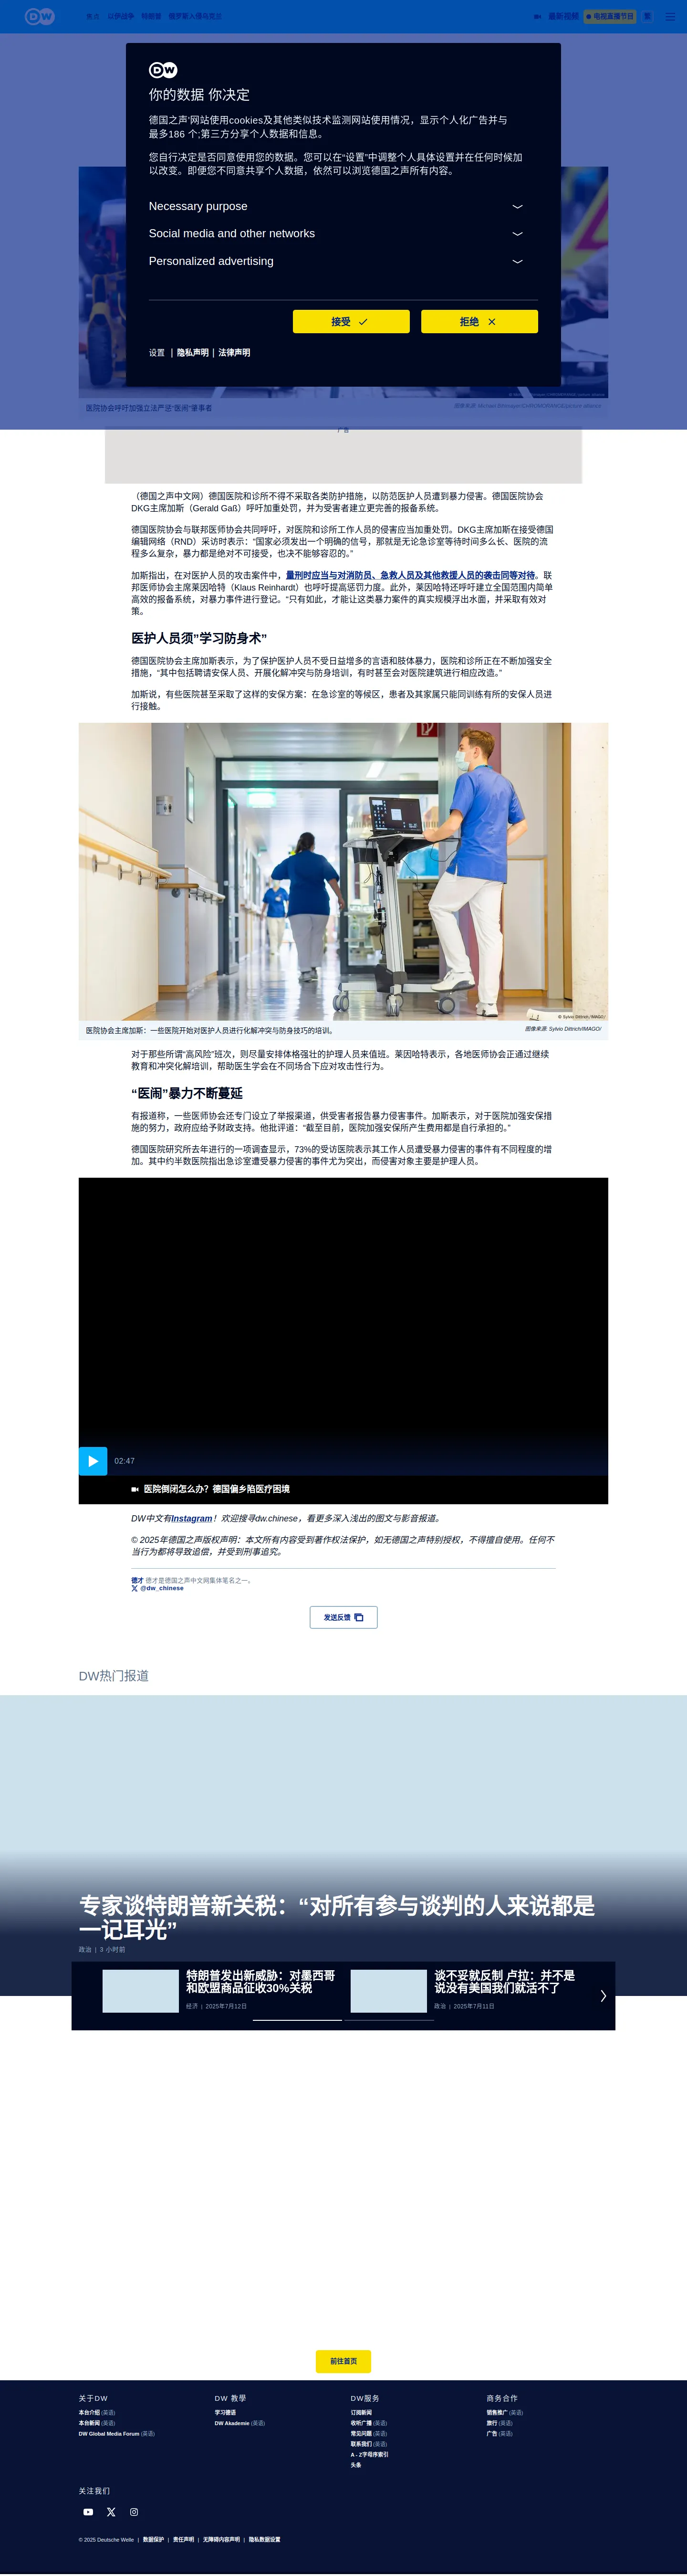 DW
焦点 以伊战争 特朗普 俄罗斯入侵乌克兰
最新视频
电视直播节目
DW
你的数据 你决定
德国之声'网站使用cookies及其他类似技术监测网站使用情况，显示个人化广告并与
最多186 个;第三方分享个人数据和信息。
您自行决定是否同意使用您的数据。您可以在“设置”中调整个人具体设置并在任何时候加
以改变。即便您不同意共享个人数据，依然可以浏览德国之声所有内容。
Necessary purpose
Social media and other networks
Personalized advertising
接受
拒绝
设置 | 隐私声明 | 法律声明
医院协会呼吁加强立法严惩“医闹”肇事者
广告
（德国之声中文网）德国医院和诊所不得不采取各类防护措施，以防范医护人员遭到暴力侵害。德国医院协会
DKG主席加斯（Gerald Gaß）呼吁加重处罚，并为受害者建立更完善的报备系统。
德国医院协会与联邦医师协会共同呼吁，对医院和诊所工作人员的侵害应当加重处罚。DKG主席加斯在接受德国
编辑网络（RND）采访时表示：“国家必须发出一个明确的信号，那就是无论急诊室等待时间多么长、医院的流
程多么复杂，暴力都是绝对不可接受，也决不能够容忍的。”
加斯指出，在对医护人员的攻击案件中，量刑时应当与对消防员、急救人员及其他救援人员的袭击同等对待。联
邦医师协会主席莱因哈特（Klaus Reinhardt）也呼吁提高惩罚力度。此外，莱因哈特还呼吁建立全国范围内简单
高效的报备系统，对暴力事件进行登记。“只有如此，才能让这类暴力案件的真实规模浮出水面，并采取有效对
策。
医护人员须”学习防身术”
德国医院协会主席加斯表示，为了保护医护人员不受日益增多的言语和肢体暴力，医院和诊所正在不断加强安全
措施，“其中包括聘请安保人员、开展化解冲突与防身培训，有时甚至会对医院建筑进行相应改造。”
加斯说，有些医院甚至采取了这样的安保方案：在急诊室的等候区，患者及其家属只能同训练有所的安保人员进
行接触。
© Sylvio Dittrich/IMAGO/
医院协会主席加斯：一些医院开始对医护人员进行化解冲突与防身技巧的培训。
图像来源: Sylvio Dittrich/IMAGO/
对于那些所谓“高风险”班次，则尽量安排体格强壮的护理人员来值班。莱因哈特表示，各地医师协会正通过继续
教育和冲突化解培训，帮助医生学会在不同场合下应对攻击性行为。
“医闹”暴力不断蔓延
有报道称，一些医师协会还专门设立了举报渠道，供受害者报告暴力侵害事件。加斯表示，对于医院加强安保措
施的努力，政府应给予财政支持。他批评道：“截至目前，医院加强安保所产生费用都是自行承担的。”
德国医院研究所去年进行的一项调查显示，73%的受访医院表示其工作人员遭受暴力侵害的事件有不同程度的增
加。其中约半数医院指出急诊室遭受暴力侵害的事件尤为突出，而侵害对象主要是护理人员。
02:47
医院倒闭怎么办？德国偏乡陷医疗困境
DW中文有Instagram！欢迎搜寻dw.chinese，看更多深入浅出的图文与影音报道。
© 2025年德国之声版权声明：本文所有内容受到著作权法保护，如无德国之声特别授权，不得擅自使用。任何不
当行为都将导致追偿，并受到刑事追究。
德才 德才是德国之声中文网集体笔名之一。
@dw_chinese
发送反馈
DW热门报道
专家谈特朗普新关税：“对所有参与谈判的人来说都是
一记耳光”
政治 | 3 小时前
特朗普发出新威胁：对墨西哥
和欧盟商品征收30%关税
经济 | 2025年7月12日
谈不妥就反制 卢拉：并不是
说没有美国我们就活不了
政治 | 2025年7月11日
前往首页
关于DW
本台介绍 (英语)
本台新闻 (英语)
DW Global Media Forum (英语)
DW 教學
学习德语
DW Akademie (英语)
DW服务
订阅新闻
收听广播 (英语)
常见问题 (英语)
联系我们 (英语)
A - Z字母序索引
头条
商务合作
销售推广 (英语)
旅行 (英语)
广告 (英语)
关注我们
© 2025 Deutsche Welle | 数据保护 | 责任声明 | 无障碍内容声明 | 隐私数据设置